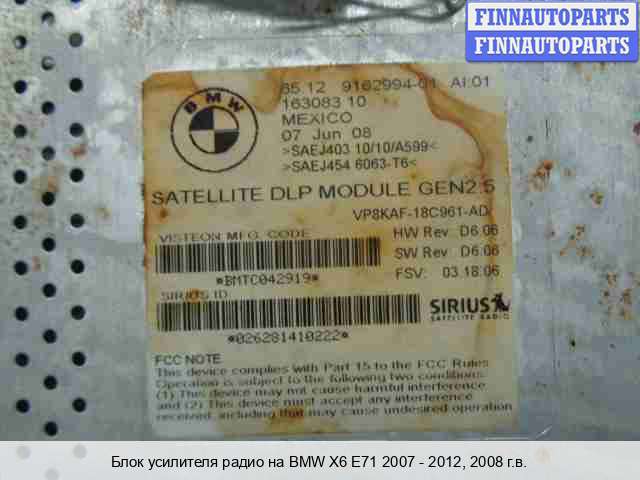 FINNAUTOPARTS
FINNAUTOPARTS
BMW
65 12 9162994-01 AI:01
163083 10
MEXICO
07 Jun 08
>SAEJ403 10/10/A599<
>SAEJ454 6063-T6<
SATELLITE DLP MODULE GEN2.5
VP8KAF-18C961-AD
VISTEON MFG. CODE
HW Rev: D6.06
SW Rev: D6.06
*BMTC042919*
FSV: 03.18.06
SIRIUS ID
SIRIUS
SATELLITE RADIO
*026281410222*
FCC NOTE
This device complies with Part 15 to the FCC Rules
Operation is subject to the following two conditions.
(1) This device may not cause harmful interference
and (2) This device must accept any interference
received, including that may cause undesired operation
Блок усилителя радио на BMW X6 E71 2007 - 2012, 2008 г.в.